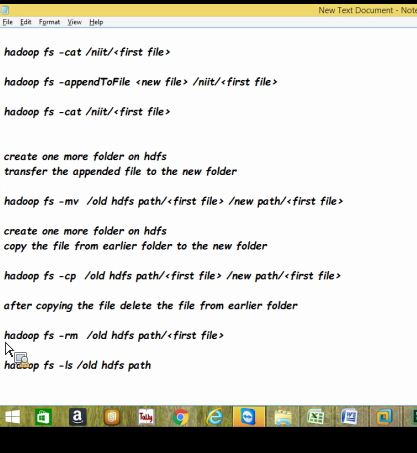 New Text Document - Note
File Edit Format View Help
hadoop fs -cat /niit/<first file>
hadoop fs -appendToFile <new file> /niit/<first file>
hadoop fs -cat /niit/<first file>
create one more folder on hdfs
transfer the appended file to the new folder
hadoop fs -mv /old hdfs path/<first file> /new path/<first file>
create one more folder on hdfs
copy the file from earlier folder to the new folder
hadoop fs -cp /old hdfs path/<first file> /new path/<first file>
after copying the file delete the file from earlier folder
hadoop fs -rm /old hdfs path/<first file>
hadoop fs -ls /old hdfs path
Tally